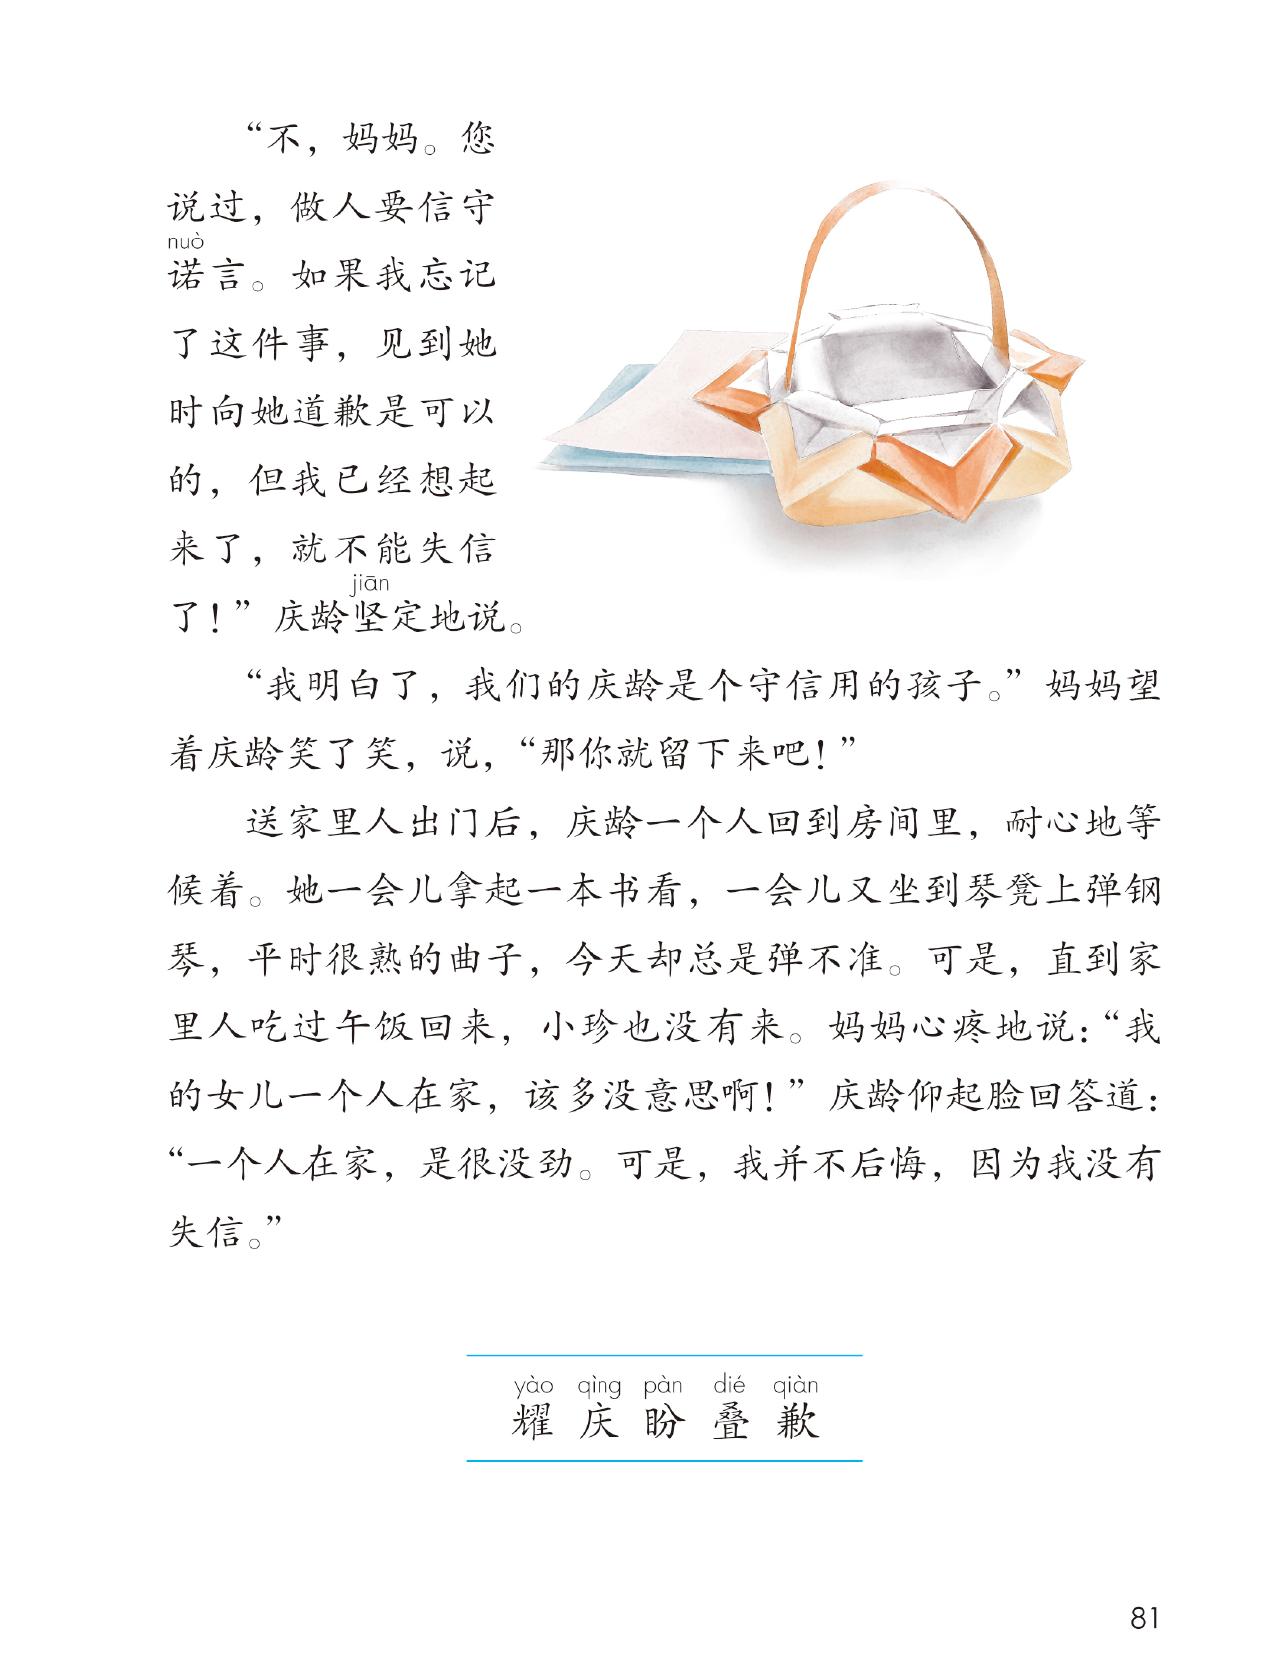 “不，妈妈。您
说过，做人要信守
nuò
诺言。如果我忘记
了这件事，见到她
时向她道歉是可以
的，但我已经想起
来了，就不能失信
jiān
了！”庆龄坚定地说。
“我明白了，我们的庆龄是个守信用的孩子。”妈妈望
着庆龄笑了笑，说，“那你就留下来吧！”
送家里人出门后，庆龄一个人回到房间里，耐心地等
候着。她一会儿拿起一本书看，一会儿又坐到琴凳上弹钢
琴，平时很熟的曲子，今天却总是弹不准。可是，直到家
里人吃过午饭回来，小珍也没有来。妈妈心疼地说：“我
的女儿一个人在家，该多没意思啊！”庆龄仰起脸回答道：
“一个人在家，是很没劲。可是，我并不后悔，因为我没有
失信。”
yào qìng pàn dié qiàn
耀 庆 盼 叠 歉
81